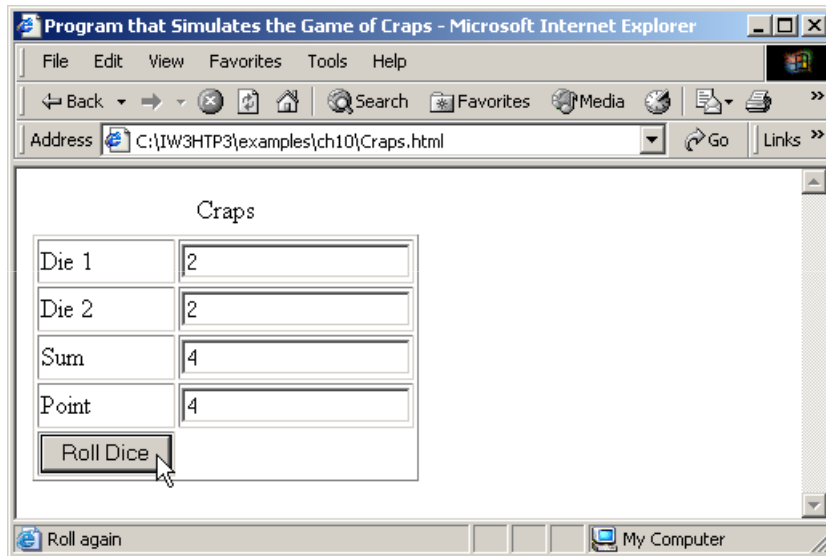 Program that Simulates the Game of Craps - Microsoft Internet Explorer
File Edit View Favorites Tools Help
Back Search Favorites Media »
Address C:\IW3HTP3\examples\ch10\Craps.html Go Links »
Craps
Die 1 2
Die 2 2
Sum 4
Point 4
Roll Dice
Roll again My Computer